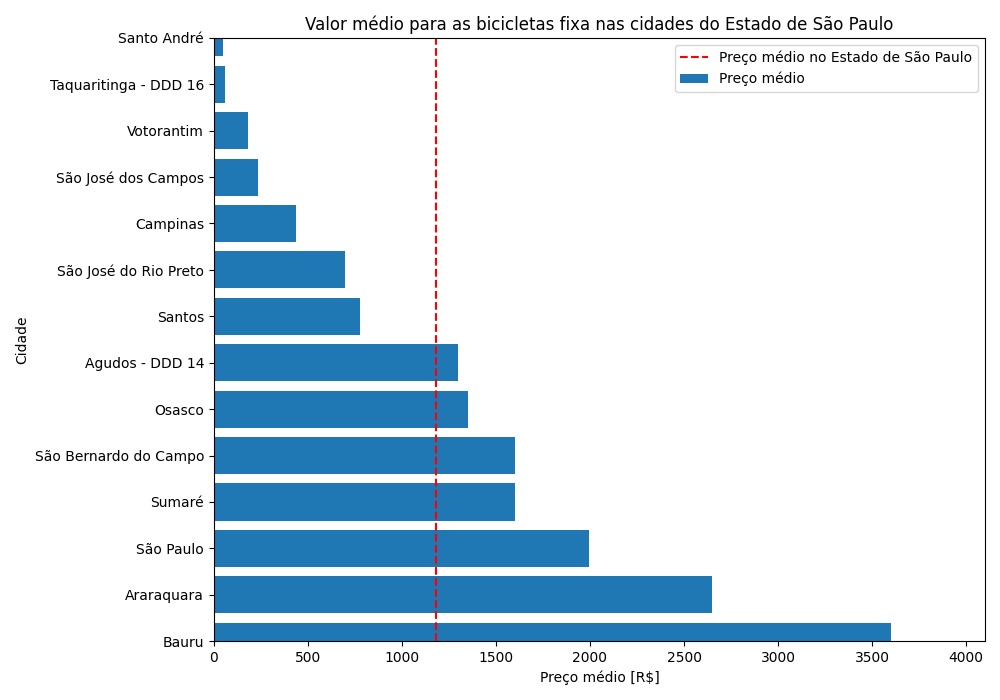 Valor médio para as bicicletas fixa nas cidades do Estado de São Paulo
Preço médio no Estado de São Paulo
Preço médio
Cidade
Santo André
Taquaritinga - DDD 16
Votorantim
São José dos Campos
Campinas
São José do Rio Preto
Santos
Agudos - DDD 14
Osasco
São Bernardo do Campo
Sumaré
São Paulo
Araraquara
Bauru
0 500 1000 1500 2000 2500 3000 3500 4000
Preço médio [R$]